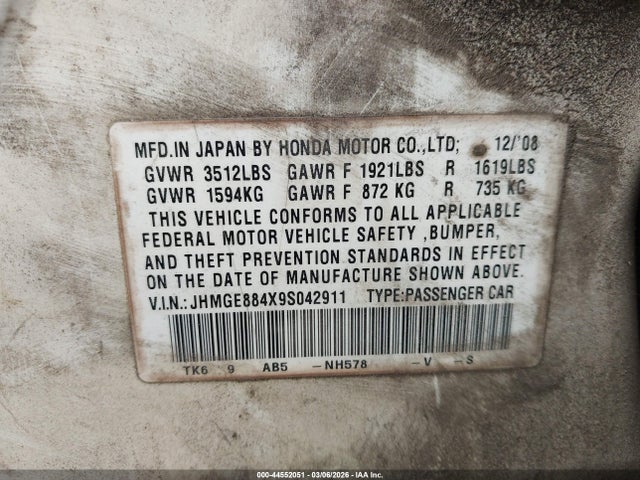 MFD.IN JAPAN BY HONDA MOTOR CO.,LTD; 12/'08
GVWR 3512LBS GAWR F 1921LBS R 1619LBS
GVWR 1594KG GAWR F 872 KG R 735 KG
THIS VEHICLE CONFORMS TO ALL APPLICABLE
FEDERAL MOTOR VEHICLE SAFETY ,BUMPER,
AND THEFT PREVENTION STANDARDS IN EFFECT
ON THE DATE OF MANUFACTURE SHOWN ABOVE.
V.I.N.: JHMGE884X9S042911 TYPE:PASSENGER CAR
TK6 9 AB5 -NH578 -V -S
000-44552051 | 03/06/2026 - IAA Inc.